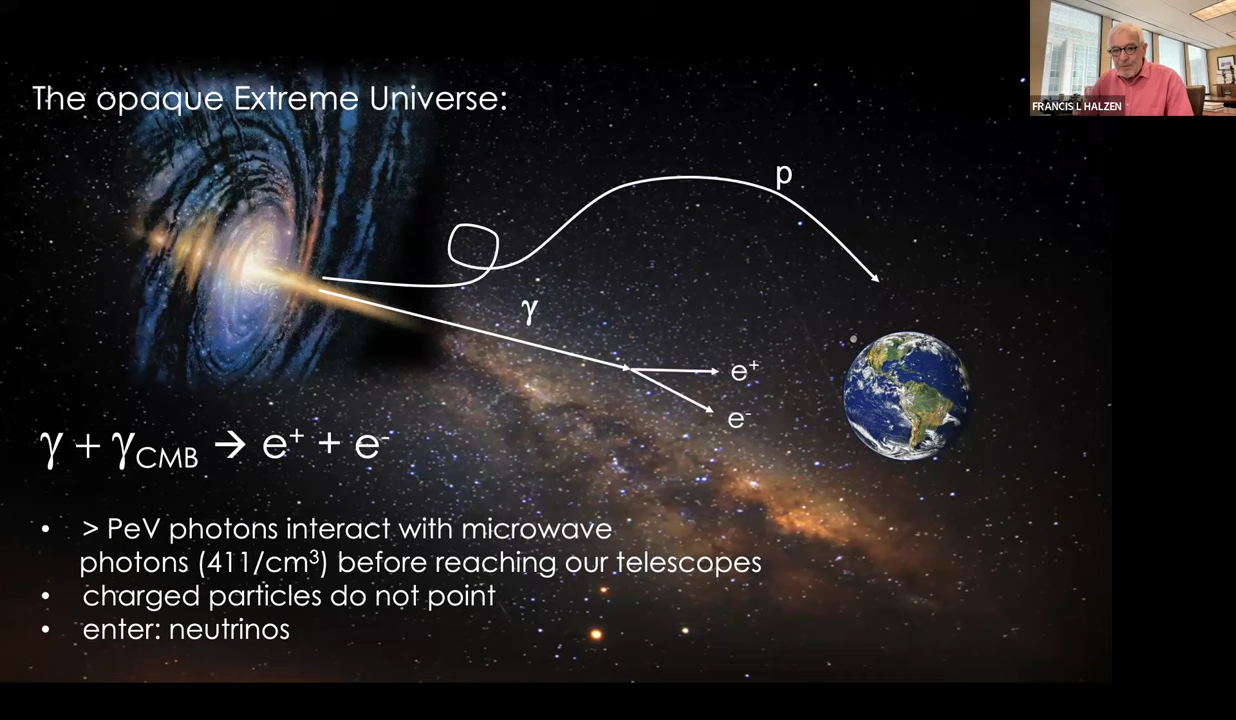 FRANCIS L HALZEN
The opaque Extreme Universe:
p
γ
e⁺
e⁻
γ + γCMB → e⁺ + e⁻
• > PeV photons interact with microwave
photons (411/cm³) before reaching our telescopes
• charged particles do not point
• enter: neutrinos